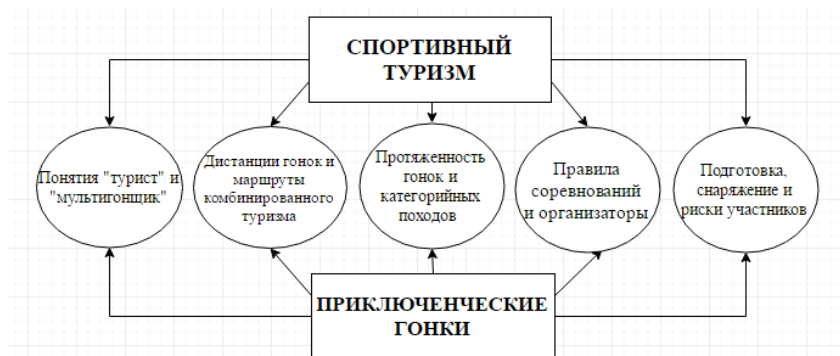 СПОРТИВНЫЙ
ТУРИЗМ
Понятия "турист" и
"мультигонщик"
Дистанции гонок и
маршруты
комбинированного
туризма
Протяженность
гонок и
категорийных
походов
Правила
соревнований
и организаторы
Подготовка,
снаряжение и
риски участников
ПРИКЛЮЧЕНЧЕСКИЕ
ГОНКИ